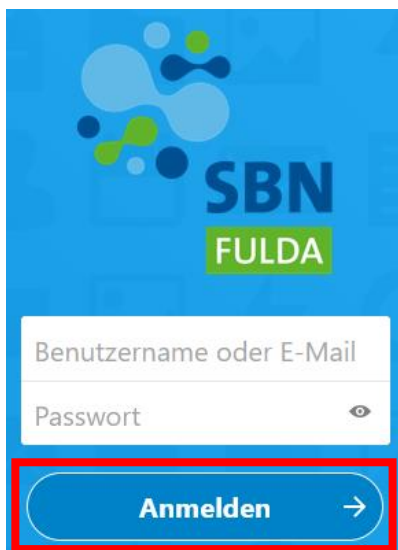 SBN
FULDA
Benutzername oder E-Mail
Passwort
Anmelden